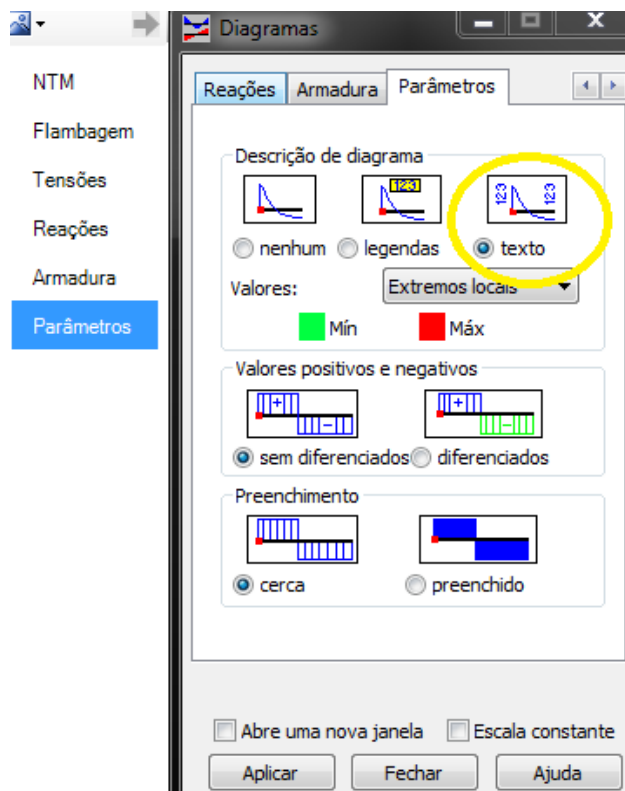 Diagramas
NTM
Flambagem
Tensões
Reações
Armadura
Parâmetros
Reações Armadura Parâmetros
Descrição de diagrama
123 123 123
nenhum legendas texto
Valores: Extremos locais
Mín Máx
Valores positivos e negativos
sem diferenciados diferenciados
Preenchimento
cerca preenchido
Abre uma nova janela Escala constante
Aplicar Fechar Ajuda